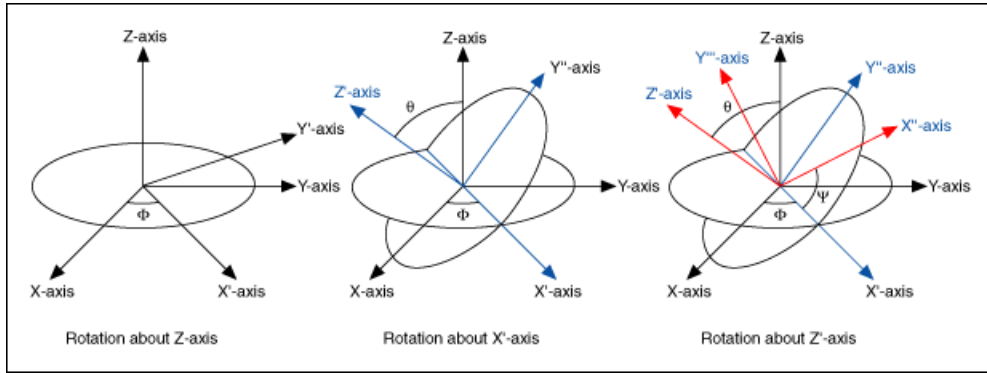 Z-axis
Y'-axis
Y-axis
Φ
X-axis
X'-axis
Rotation about Z-axis
Z-axis
Y"-axis
Z'-axis
θ
Y-axis
Φ
X-axis
X'-axis
Rotation about X'-axis
Z-axis
Y'"-axis
Y"-axis
Z'-axis
θ
X"-axis
Y-axis
Ψ
Φ
X-axis
X'-axis
Rotation about Z'-axis